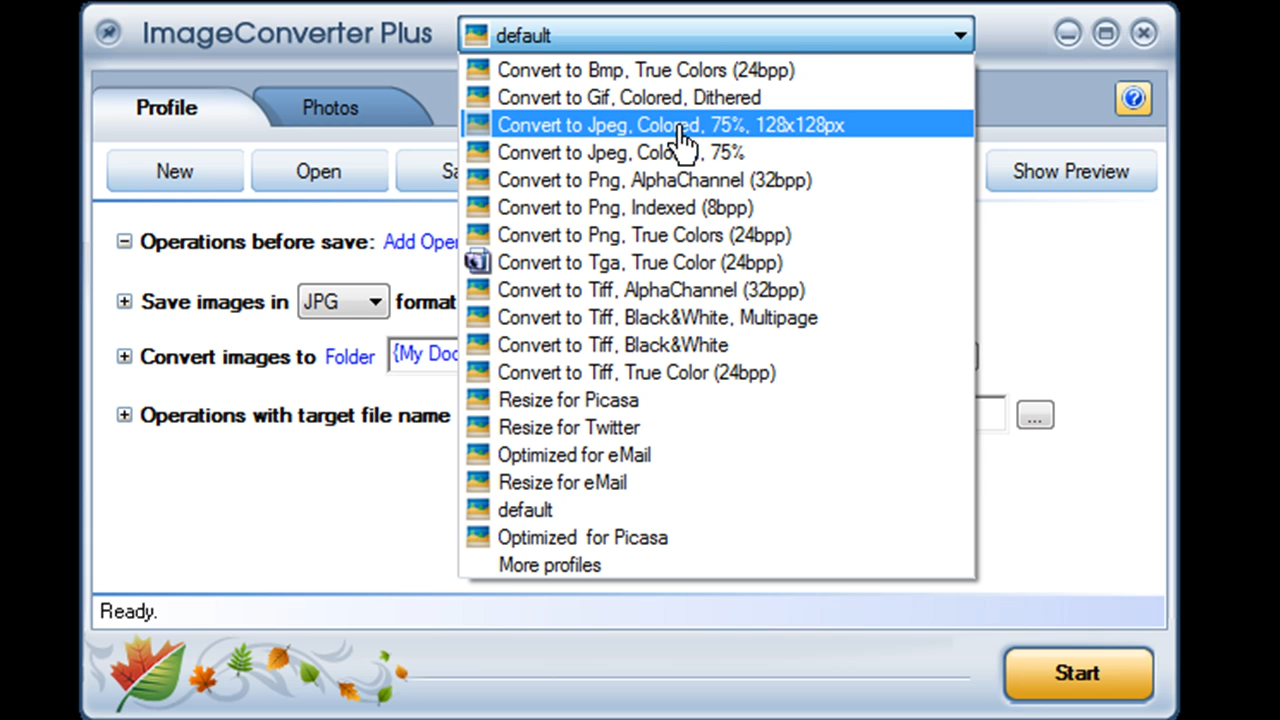 ImageConverter Plus
default
Convert to Bmp, True Colors (24bpp)
Convert to Gif, Colored, Dithered
Convert to Jpeg, Colored, 75%, 128x128px
Convert to Jpeg, Colored, 75%
Convert to Png, AlphaChannel (32bpp)
Convert to Png, Indexed (8bpp)
Convert to Png, True Colors (24bpp)
Convert to Tga, True Color (24bpp)
Convert to Tiff, AlphaChannel (32bpp)
Convert to Tiff, Black&White, Multipage
Convert to Tiff, Black&White
Convert to Tiff, True Color (24bpp)
Resize for Picasa
Resize for Twitter
Optimized for eMail
Resize for eMail
default
Optimized for Picasa
More profiles
Profile Photos
New Open Sa Show Preview
Operations before save: Add Oper
Save images in JPG format
Convert images to Folder {My Doc
Operations with target file name ...
Ready.
Start